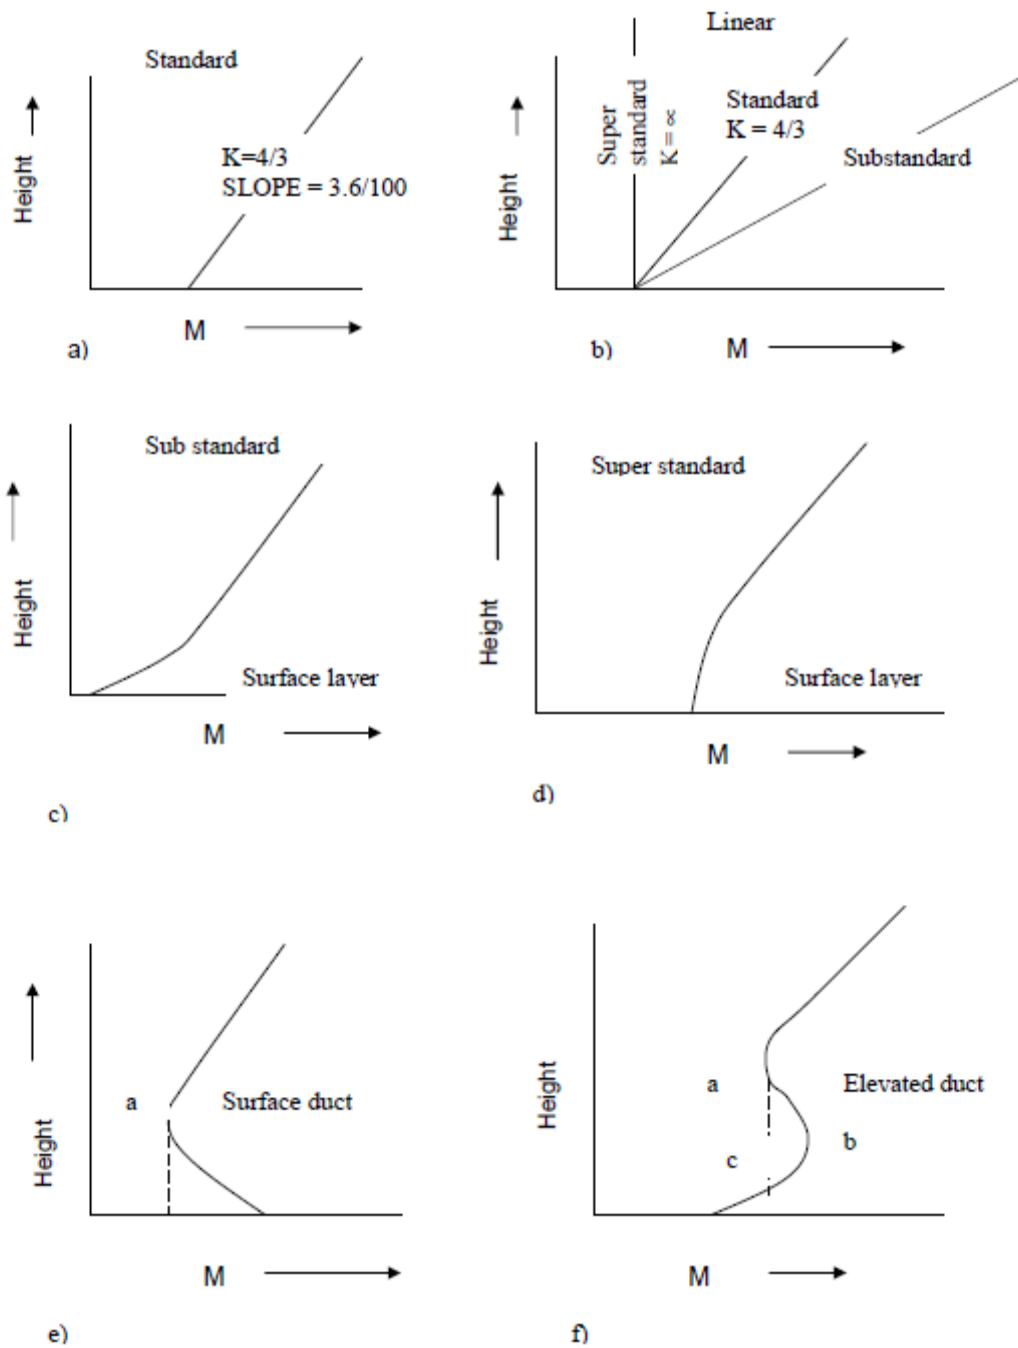 Standard
Height
K=4/3
SLOPE = 3.6/100
M
a)
Linear
Height
Super
standard
K = ∝
Standard
K = 4/3
Substandard
M
b)
Sub standard
Height
Surface layer
M
c)
Super standard
Height
Surface layer
M
d)
Height
a
Surface duct
M
e)
Height
a
Elevated duct
b
c
M
f)